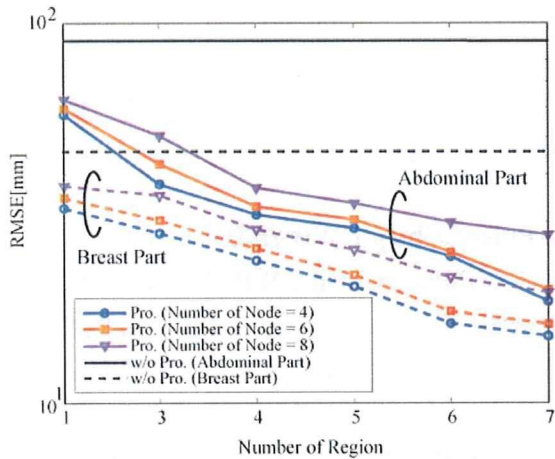 10²
RMSE[mm]
Abdominal Part
Breast Part
Pro. (Number of Node = 4)
Pro. (Number of Node = 6)
Pro. (Number of Node = 8)
w/o Pro. (Abdominal Part)
w/o Pro. (Breast Part)
10¹
1 3 4 5 6 7
Number of Region